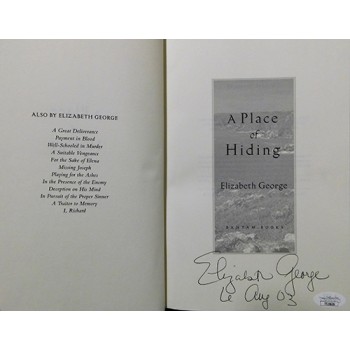 ALSO BY ELIZABETH GEORGE
A Great Deliverance
Payment in Blood
Well-Schooled in Murder
A Suitable Vengeance
For the Sake of Elena
Missing Joseph
Playing for the Ashes
In the Presence of the Enemy
Deception on His Mind
In Pursuit of the Proper Sinner
A Traitor to Memory
I, Richard
A Place
of
Hiding
Elizabeth George
BANTAM BOOKS
Elizabeth George
Aug 03